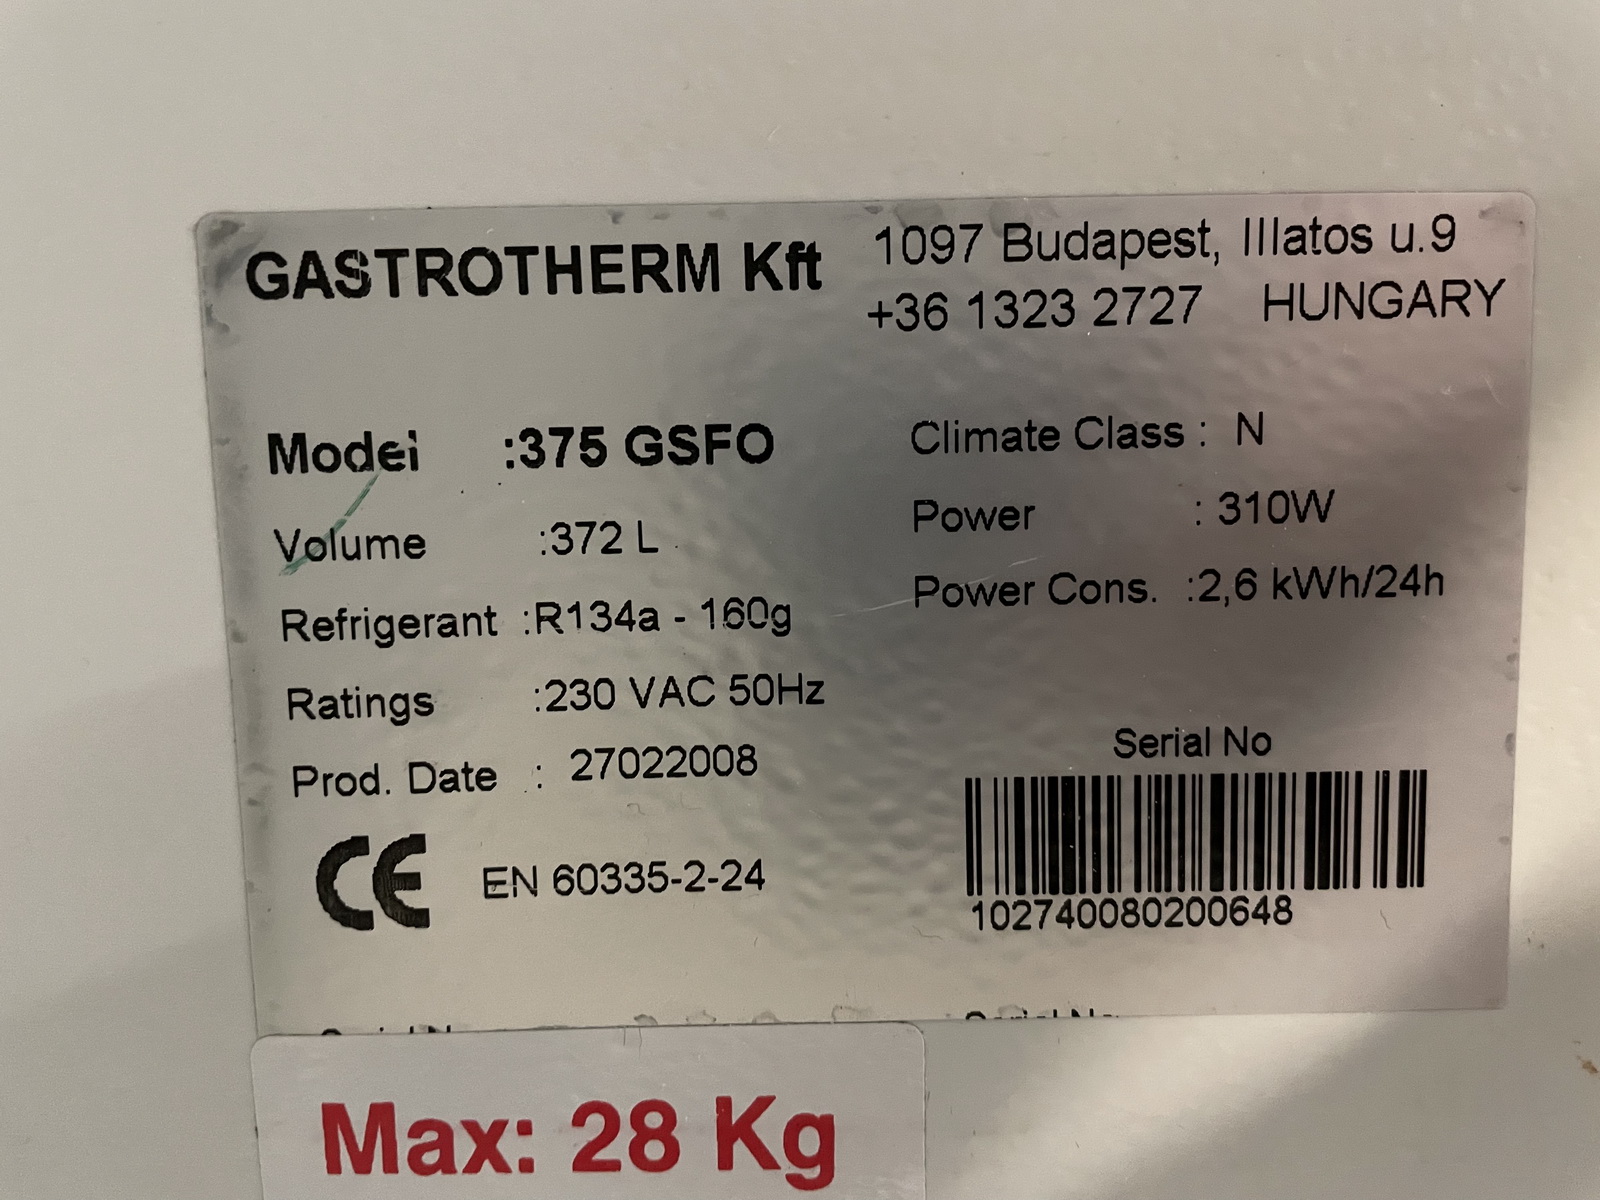 GASTROTHERM Kft
1097 Budapest, Illatos u.9
+36 1323 2727 HUNGARY
Model :375 GSFO
Volume :372 L
Refrigerant :R134a - 160g
Ratings :230 VAC 50Hz
Prod. Date : 27022008
Climate Class : N
Power : 310W
Power Cons. :2,6 kWh/24h
CE EN 60335-2-24
Serial No
102740080200648
Max: 28 Kg